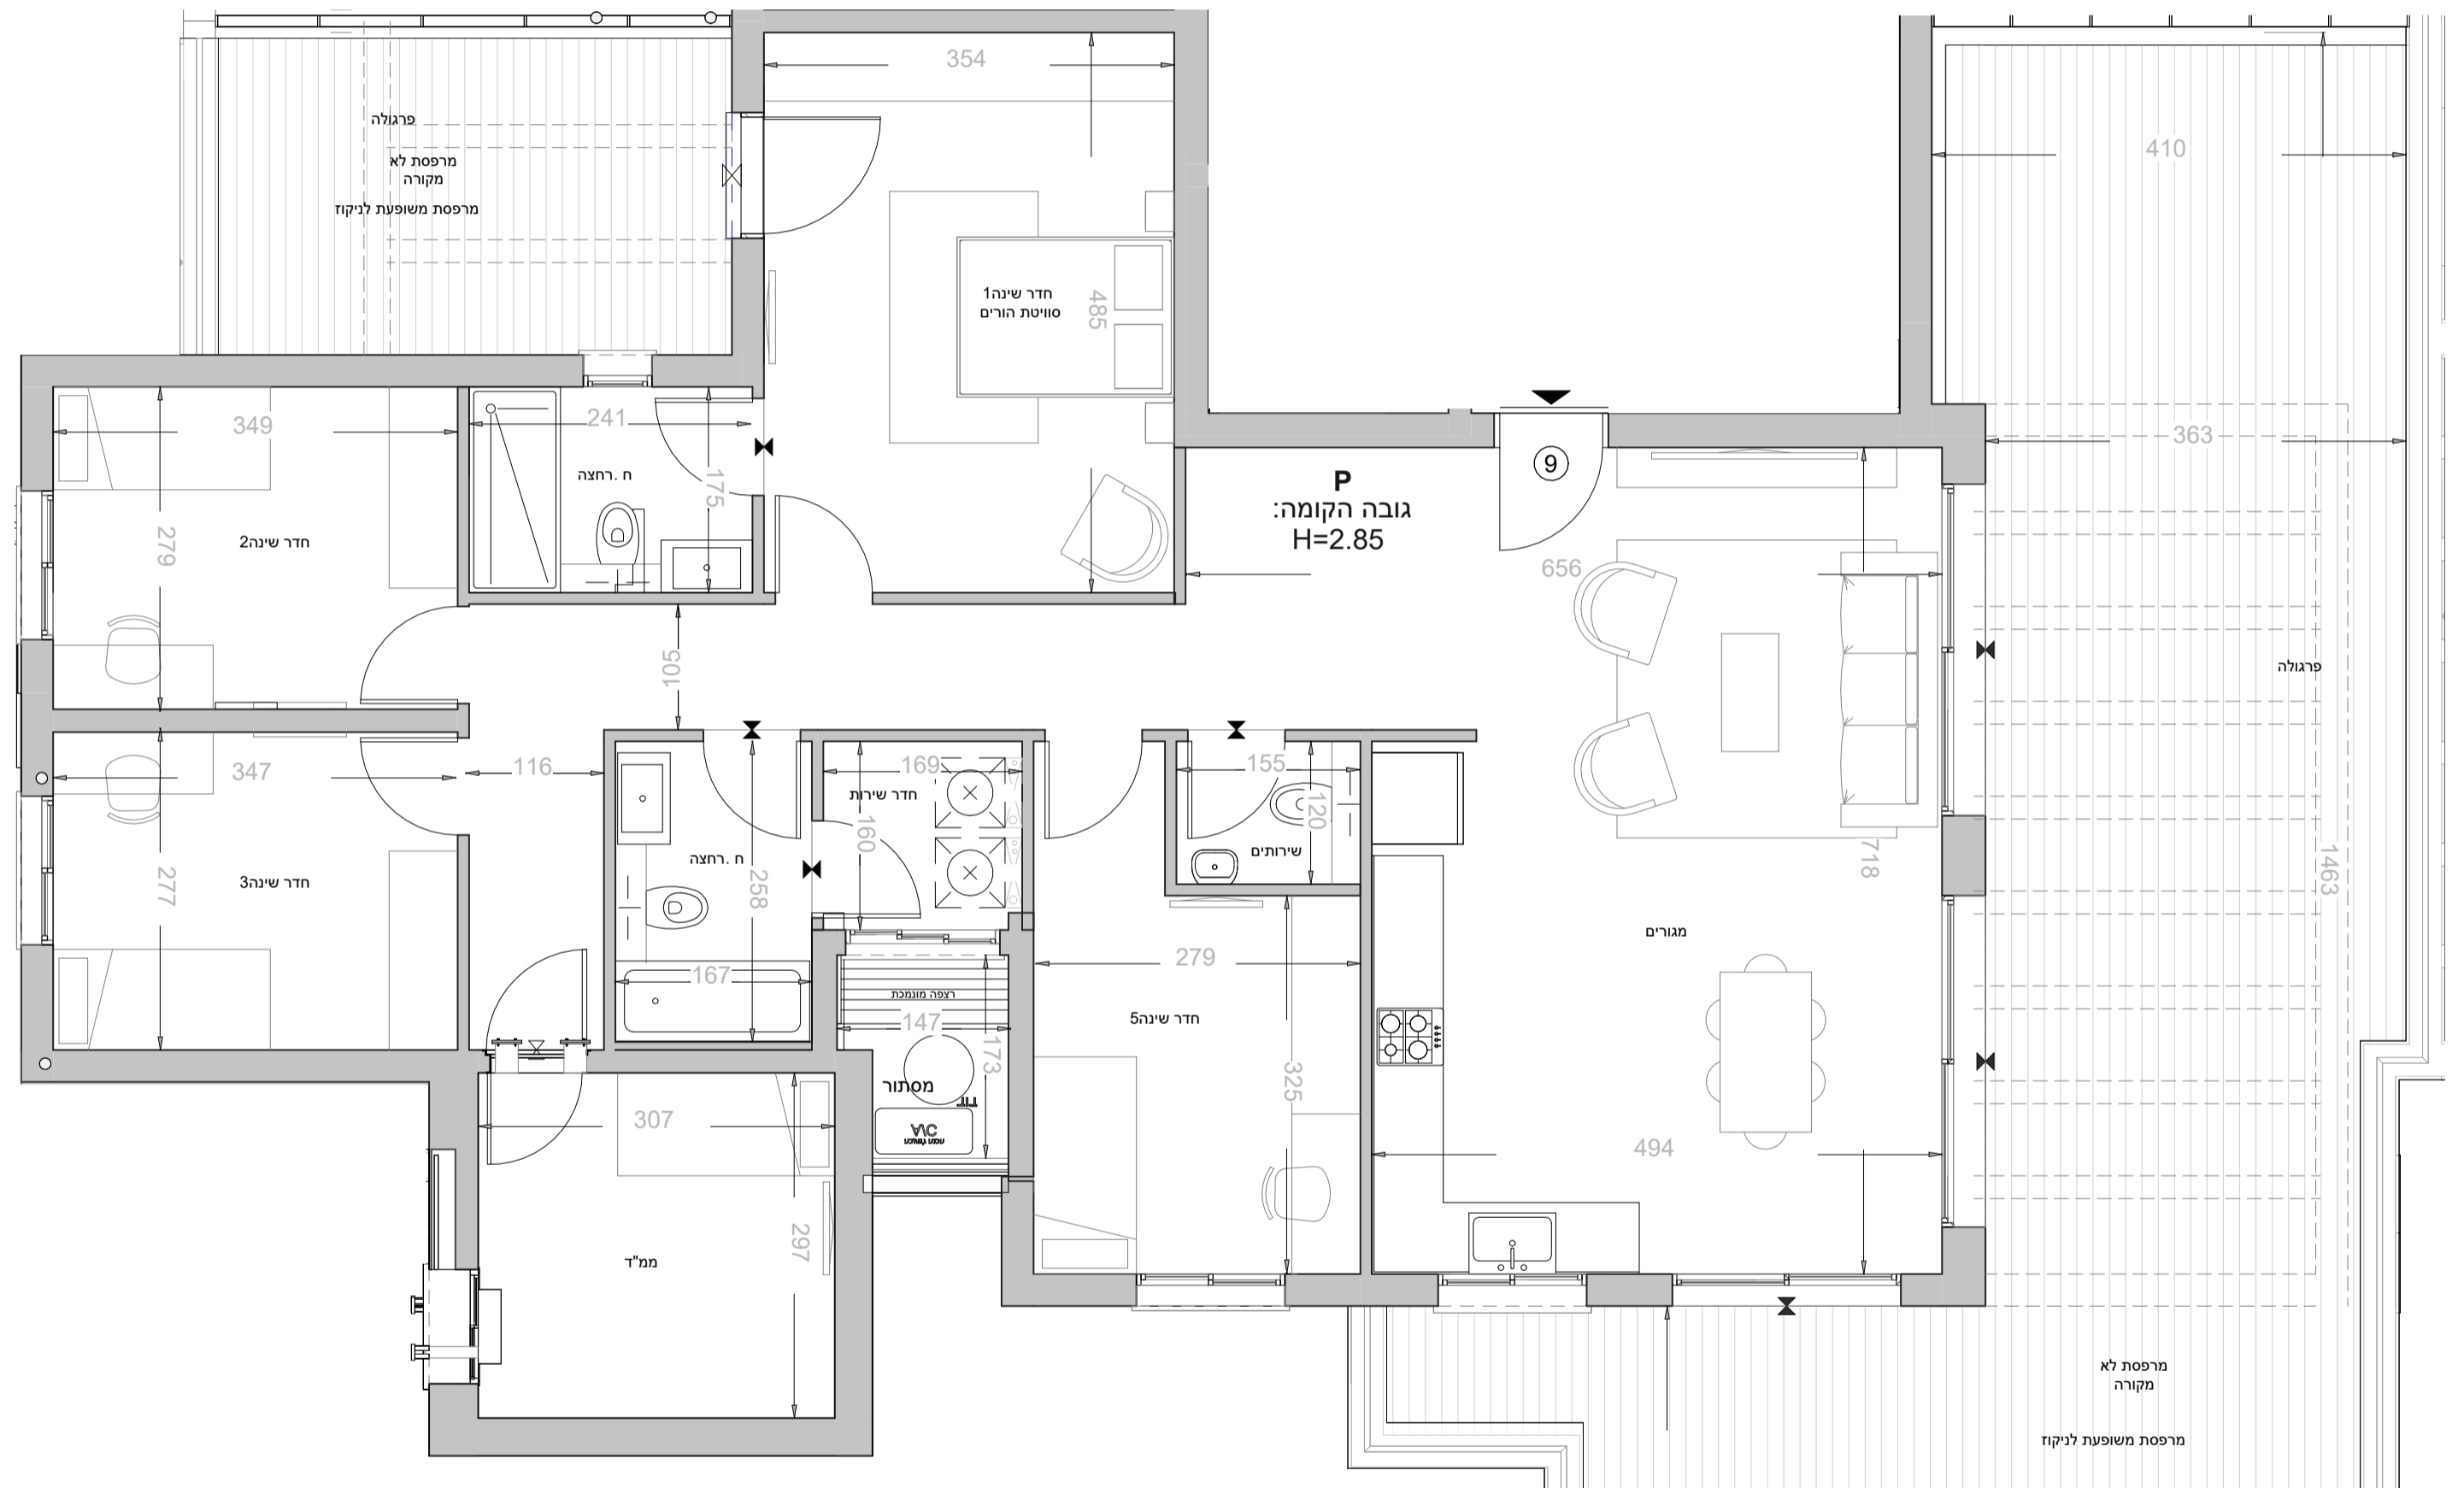 354
410
פרגולה
מרפסת לא
מקורה
מרפסת משופעת לניקוז
חדר שינה1
סוויטת הורים
485
349
241
ח .רחצה
175
279
חדר שינה2
P
גובה הקומה:
H=2.85
9
656
363
פרגולה
105
347
116
169
155
חדר שירות
160
120
שירותים
ח .רחצה
258
277
חדר שינה3
718
1463
מגורים
279
167
רצפה מונמכת
147
173
חדר שינה5
325
מסתור
A\C
307
297
ממ"ד
494
מרפסת לא
מקורה
מרפסת משופעת לניקוז